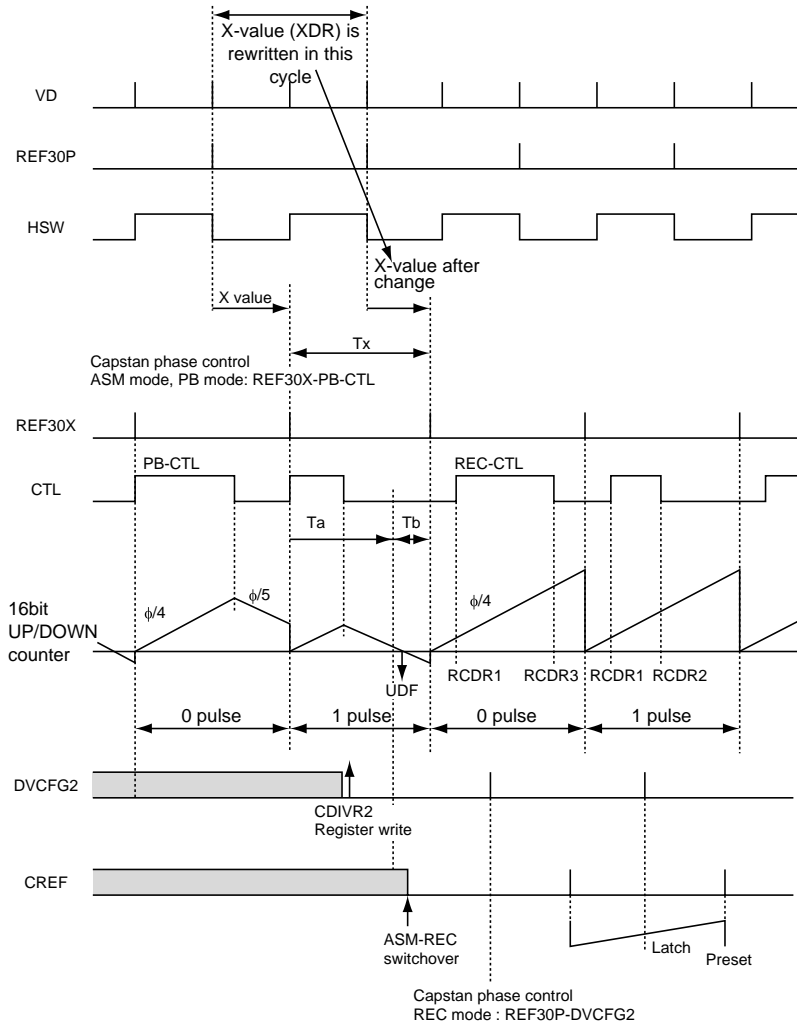 X-value (XDR) is
rewritten in this
cycle
VD
REF30P
HSW
X-value after
change
X value
Tx
Capstan phase control
ASM mode, PB mode: REF30X-PB-CTL
REF30X
PB-CTL
REC-CTL
CTL
Ta
Tb
ϕ/4
ϕ/5
ϕ/4
16bit
UP/DOWN
counter
UDF
RCDR1
RCDR3
RCDR1
RCDR2
0 pulse
1 pulse
0 pulse
1 pulse
DVCFG2
CDIVR2
Register write
CREF
ASM-REC
switchover
Latch
Preset
Capstan phase control
REC mode : REF30P-DVCFG2